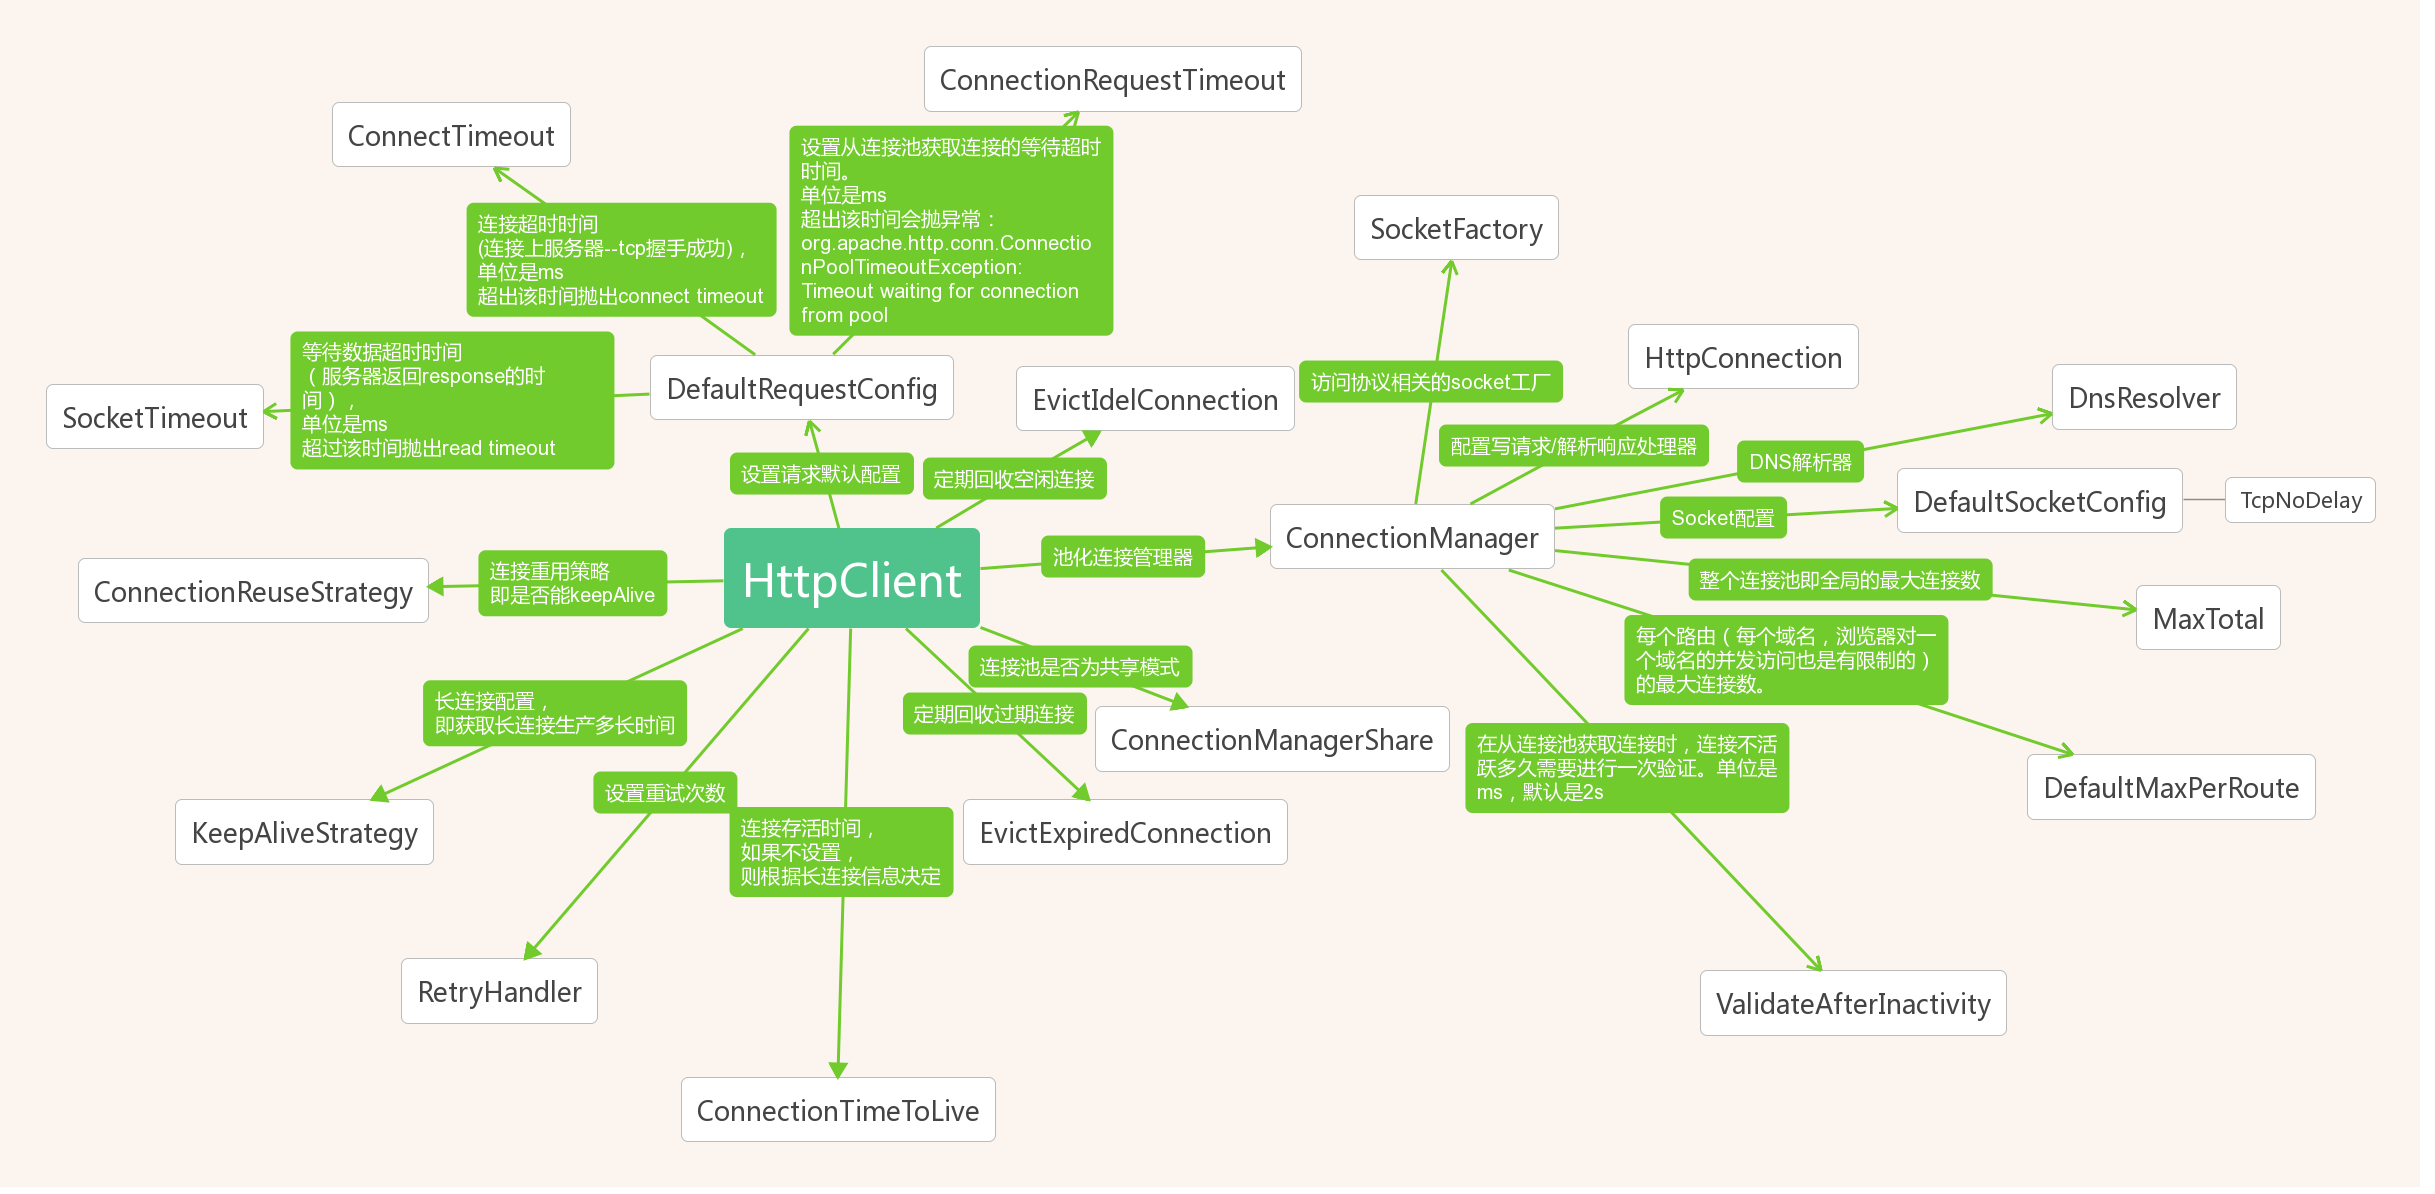 ConnectionRequestTimeout
ConnectTimeout
设置从连接池获取连接的等待超时
时间。
单位是ms
超出该时间会抛异常：
org.apache.http.conn.Connectio
nPoolTimeoutException:
Timeout waiting for connection
from pool
连接超时时间
(连接上服务器--tcp握手成功)，
单位是ms
超出该时间抛出connect timeout
等待数据超时时间
（服务器返回response的时
间），
单位是ms
超过该时间抛出read timeout
SocketTimeout
DefaultRequestConfig
EvictIdelConnection
设置请求默认配置
定期回收空闲连接
SocketFactory
访问协议相关的socket工厂
HttpConnection
配置写请求/解析响应处理器
DnsResolver
DNS解析器
DefaultSocketConfig
TcpNoDelay
Socket配置
ConnectionManager
池化连接管理器
HttpClient
连接重用策略
即是否能keepAlive
ConnectionReuseStrategy
整个连接池即全局的最大连接数
MaxTotal
每个路由（每个域名，浏览器对一
个域名的并发访问也是有限制的）
的最大连接数。
DefaultMaxPerRoute
连接池是否为共享模式
ConnectionManagerShare
定期回收过期连接
EvictExpiredConnection
长连接配置，
即获取长连接生产多长时间
KeepAliveStrategy
设置重试次数
RetryHandler
连接存活时间，
如果不设置，
则根据长连接信息决定
ConnectionTimeToLive
在从连接池获取连接时，连接不活
跃多久需要进行一次验证。单位是
ms，默认是2s
ValidateAfterInactivity